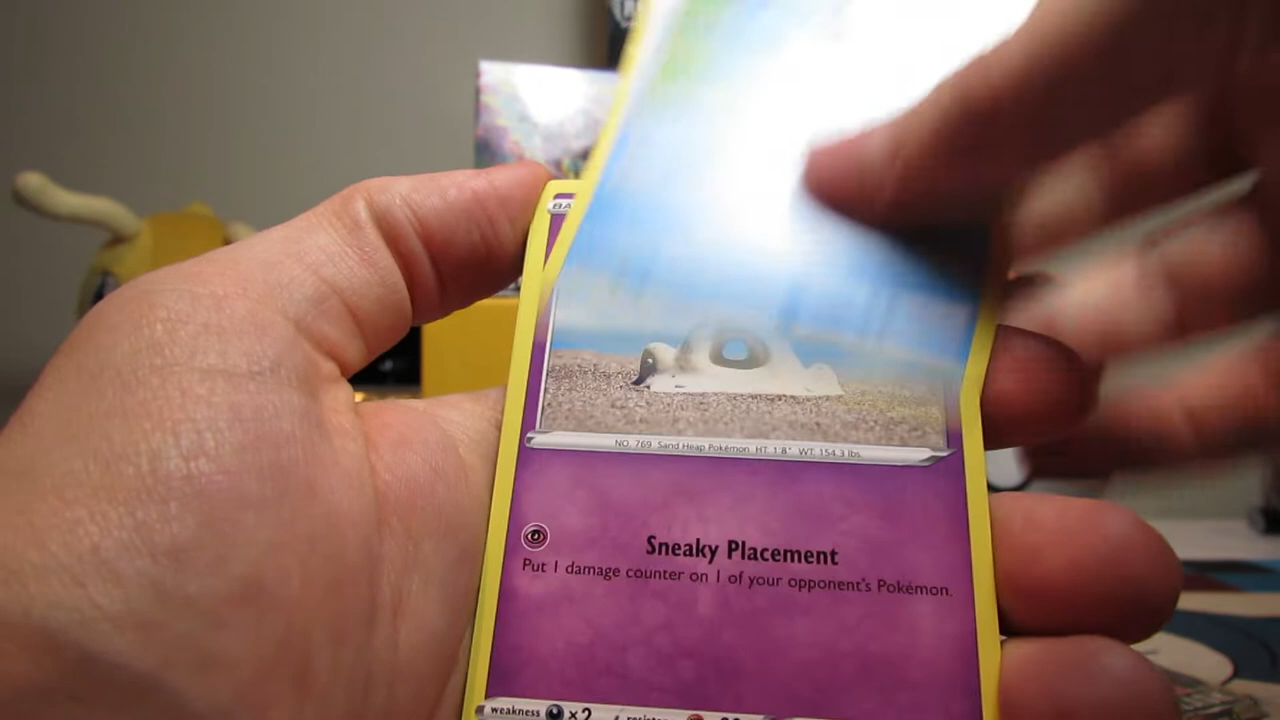 BA
NO. 769 Sand Heap Pokémon HT: 1'8" WT: 154.3 lbs.
Sneaky Placement
Put 1 damage counter on 1 of your opponent's Pokémon.
weakness ×2